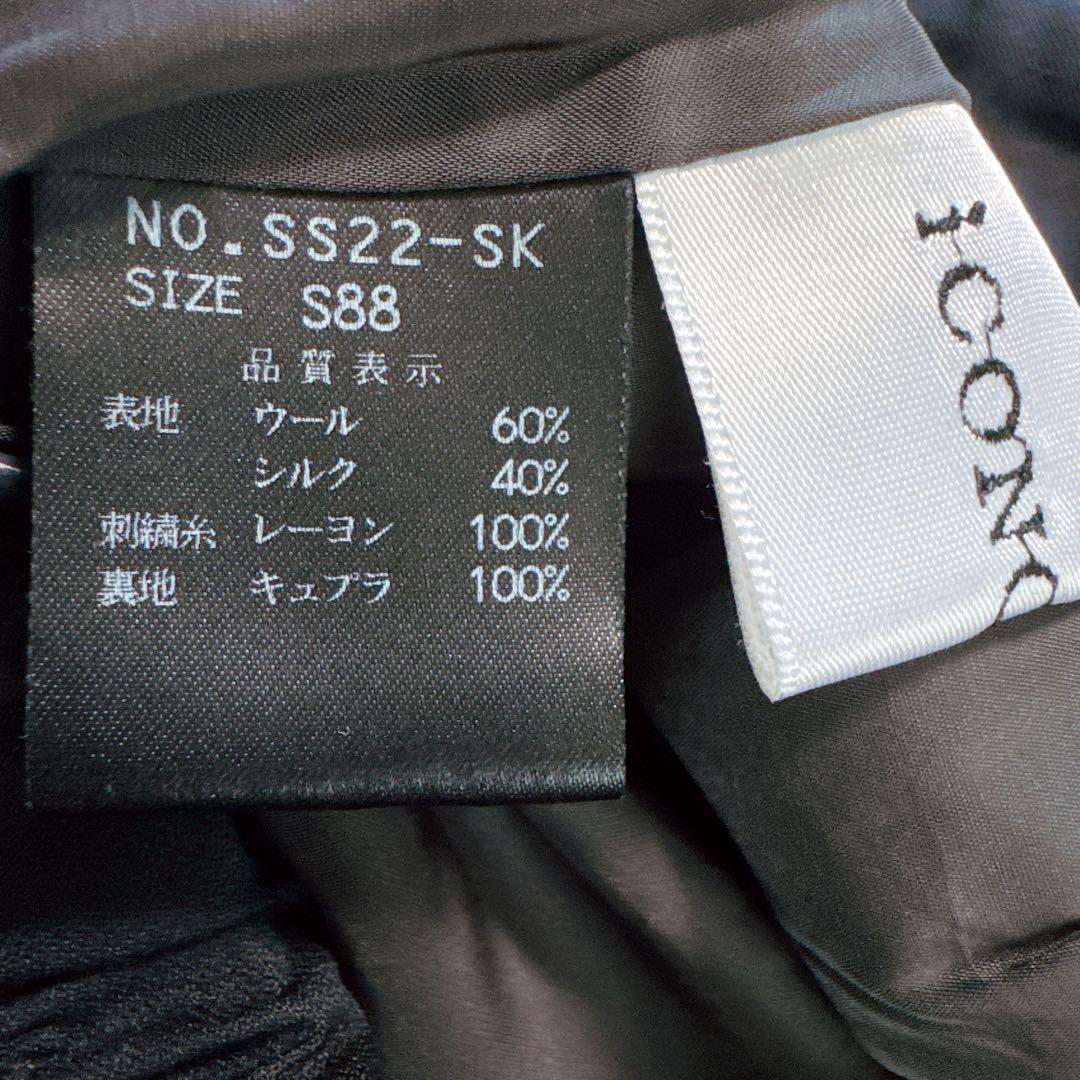 NO.SS22-SK
SIZE S88
品質表示
表地 ウール 60%
シルク 40%
刺繍糸 レーヨン 100%
裏地 キュプラ 100%
I-C-O-N-C